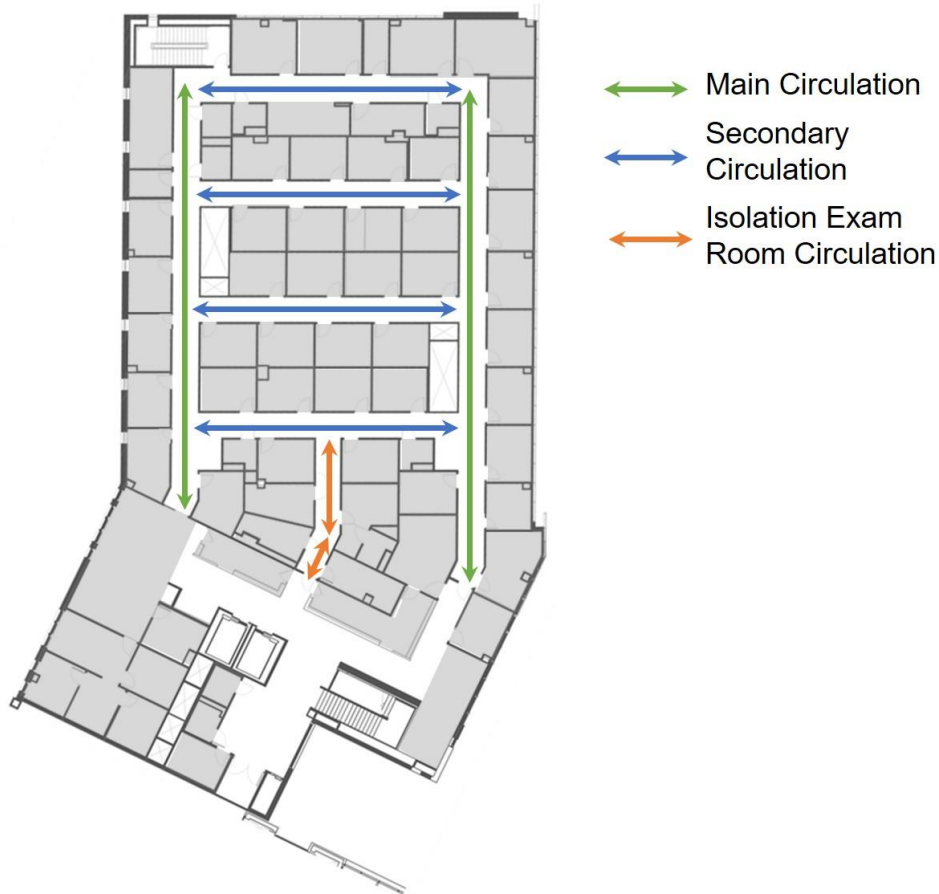 Main Circulation
Secondary
Circulation
Isolation Exam
Room Circulation